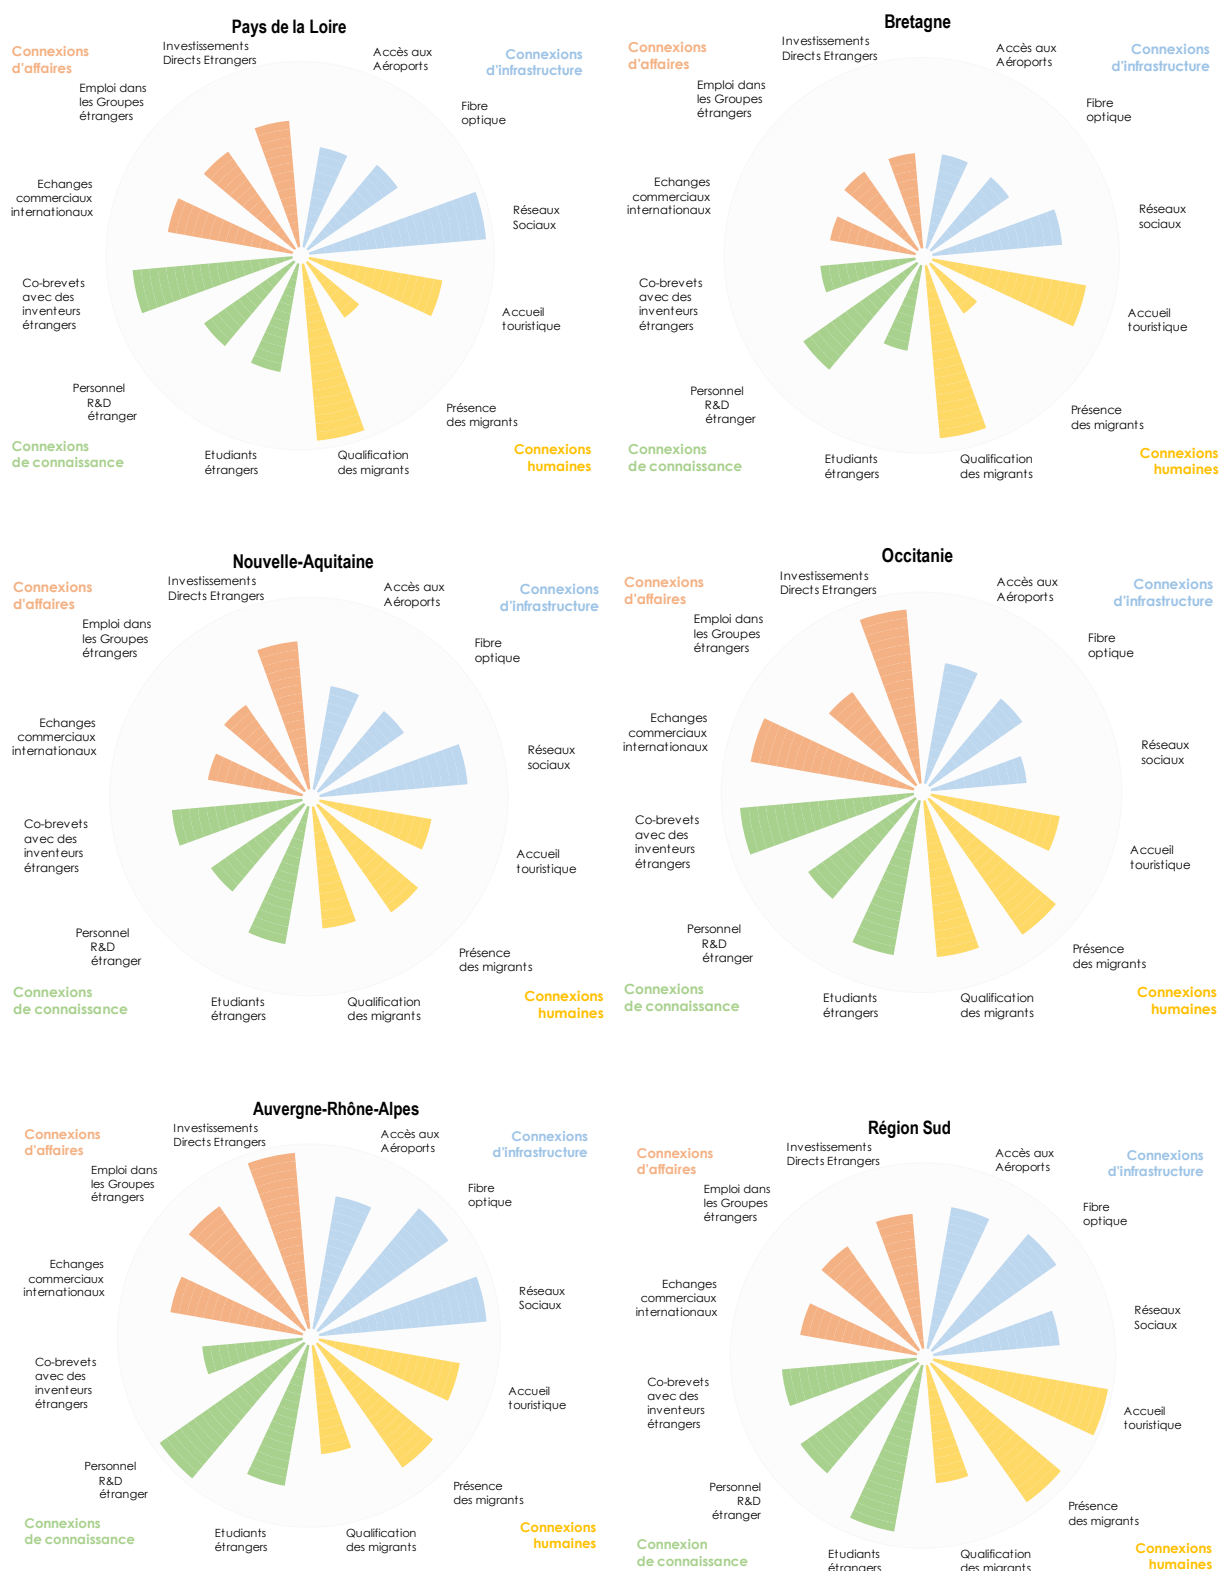 Pays de la Loire
Connexions
d'affaires
Investissements
Directs Etrangers
Accès aux
Aéroports
Connexions
d'infrastructure
Emploi dans
les Groupes
étrangers
Fibre
optique
Echanges
commerciaux
internationaux
Réseaux
Sociaux
Co-brevets
avec des
inventeurs
étrangers
Accueil
touristique
Personnel
R&D
étranger
Présence
des migrants
Connexions
de connaissance
Etudiants
étrangers
Qualification
des migrants
Connexions
humaines
Bretagne
Connexions
d'affaires
Investissements
Directs Etrangers
Accès aux
Aéroports
Connexions
d'infrastructure
Emploi dans
les Groupes
étrangers
Fibre
optique
Echanges
commerciaux
internationaux
Réseaux
sociaux
Co-brevets
avec des
inventeurs
étrangers
Accueil
touristique
Personnel
R&D
étranger
Présence
des migrants
Connexions
de connaissance
Etudiants
étrangers
Qualification
des migrants
Connexions
humaines
Nouvelle-Aquitaine
Connexions
d'affaires
Investissements
Directs Etrangers
Accès aux
Aéroports
Connexions
d'infrastructure
Emploi dans
les Groupes
étrangers
Fibre
optique
Echanges
commerciaux
internationaux
Réseaux
sociaux
Co-brevets
avec des
inventeurs
étrangers
Accueil
touristique
Personnel
R&D
étranger
Présence
des migrants
Connexions
de connaissance
Etudiants
étrangers
Qualification
des migrants
Connexions
humaines
Occitanie
Connexions
d'affaires
Investissements
Directs Etrangers
Accès aux
Aéroports
Connexions
d'infrastructure
Emploi dans
les Groupes
étrangers
Fibre
optique
Echanges
commerciaux
internationaux
Réseaux
sociaux
Co-brevets
avec des
inventeurs
étrangers
Accueil
touristique
Personnel
R&D
étranger
Présence
des migrants
Connexions
de connaissance
Etudiants
étrangers
Qualification
des migrants
Connexions
humaines
Auvergne-Rhône-Alpes
Connexions
d'affaires
Investissements
Directs Etrangers
Accès aux
Aéroports
Connexions
d'infrastructure
Emploi dans
les Groupes
étrangers
Fibre
optique
Echanges
commerciaux
internationaux
Réseaux
Sociaux
Co-brevets
avec des
inventeurs
étrangers
Accueil
touristique
Personnel
R&D
étranger
Présence
des migrants
Connexions
de connaissance
Etudiants
étrangers
Qualification
des migrants
Connexions
humaines
Région Sud
Connexions
d'affaires
Investissements
Directs Etrangers
Accès aux
Aéroports
Connexions
d'infrastructure
Emploi dans
les Groupes
étrangers
Fibre
optique
Echanges
commerciaux
internationaux
Réseaux
Sociaux
Co-brevets
avec des
inventeurs
étrangers
Accueil
touristique
Personnel
R&D
étranger
Présence
des migrants
Connexion
de connaissance
Etudiants
étrangers
Qualification
des migrants
Connexions
humaines